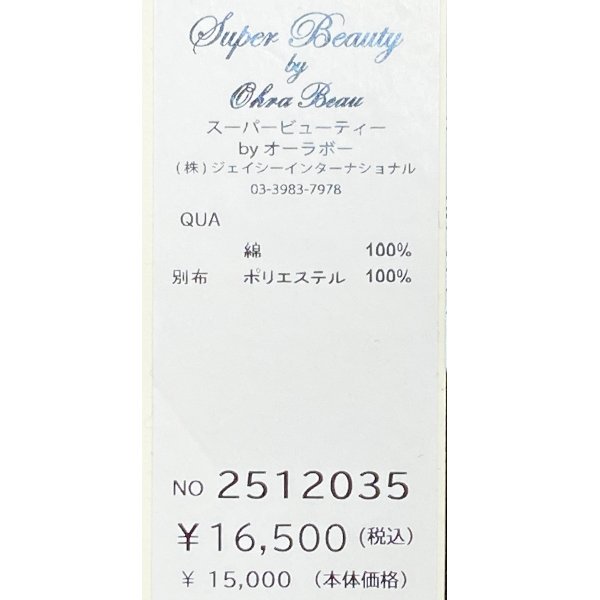 Super Beauty
by
Ohra Beau
スーパービューティー
by オーラボー
(株)ジェイシーインターナショナル
03-3983-7978
QUA
綿 100%
別布 ポリエステル 100%
NO 2512035
¥16,500(税込)
¥ 15,000 (本体価格)